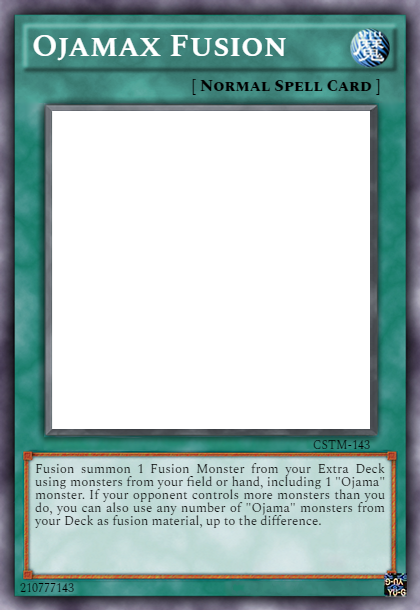 Ojamax Fusion
[ Normal Spell Card ]
CSTM-143
Fusion summon 1 Fusion Monster from your Extra Deck
using monsters from your field or hand, including 1 "Ojama"
monster. If your opponent controls more monsters than you
do, you can also use any number of "Ojama" monsters from
your Deck as fusion material, up to the difference.
210777143